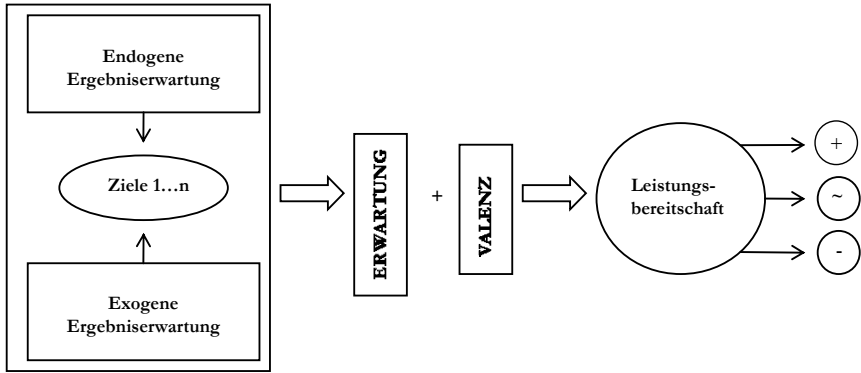 Endogene
Ergebniserwartung
Ziele 1…n
Exogene
Ergebniserwartung
ERWARTUNG
+
VALENZ
Leistungs-
bereitschaft
+
~
-